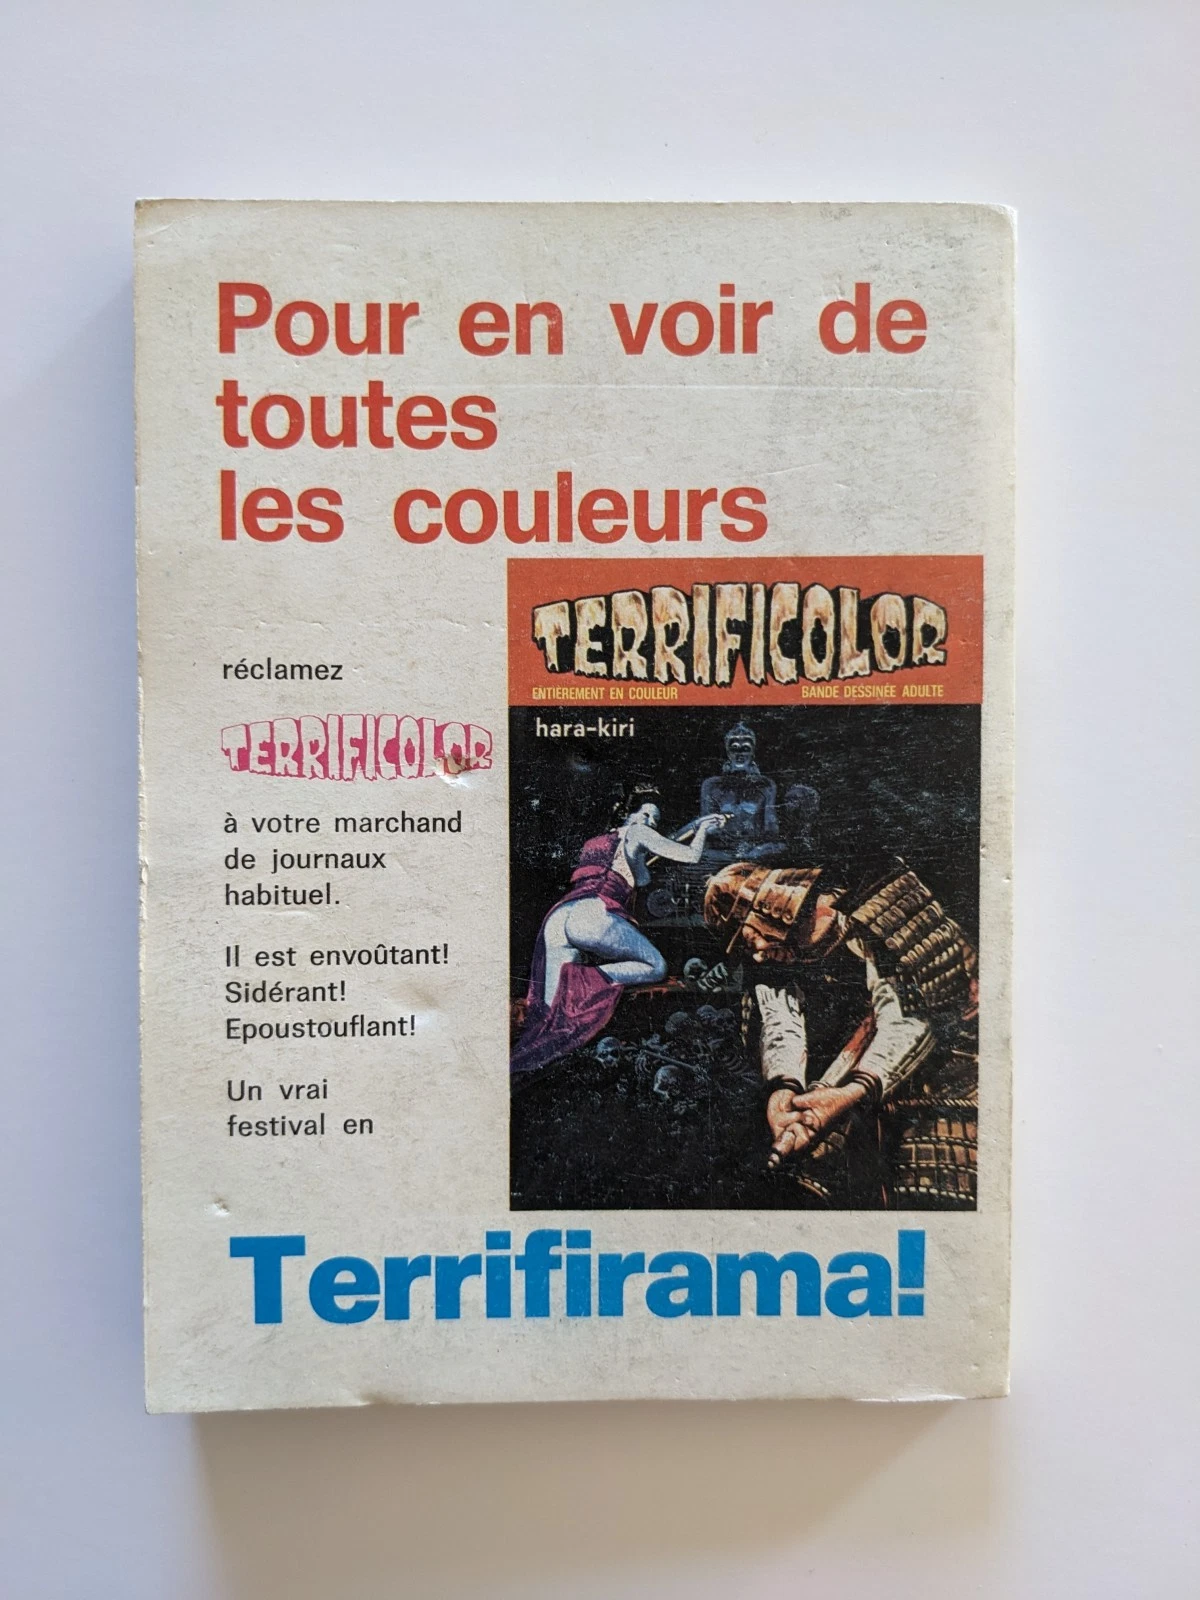 Pour en voir de
toutes
les couleurs
réclamez
TERRIFICOLOR
à votre marchand
de journaux
habituel.
Il est envoûtant!
Sidérant!
Epoustouflant!
Un vrai
festival en
TERRIFICOLOR
ENTIÈREMENT EN COULEUR
BANDE DESSINÉE ADULTE
hara-kiri
Terrifirama!